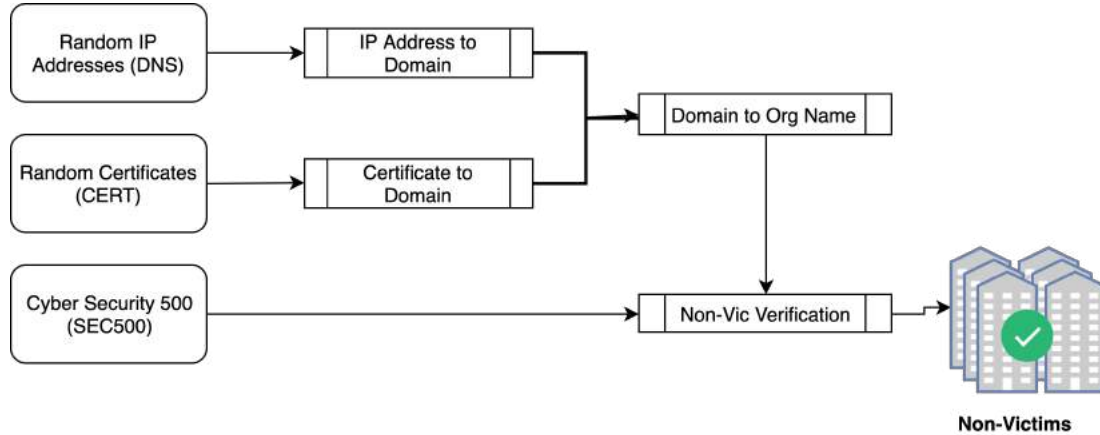 Random IP
Addresses (DNS)
IP Address to
Domain
Domain to Org Name
Random Certificates
(CERT)
Certificate to
Domain
Cyber Security 500
(SEC500)
Non-Vic Verification
Non-Victims